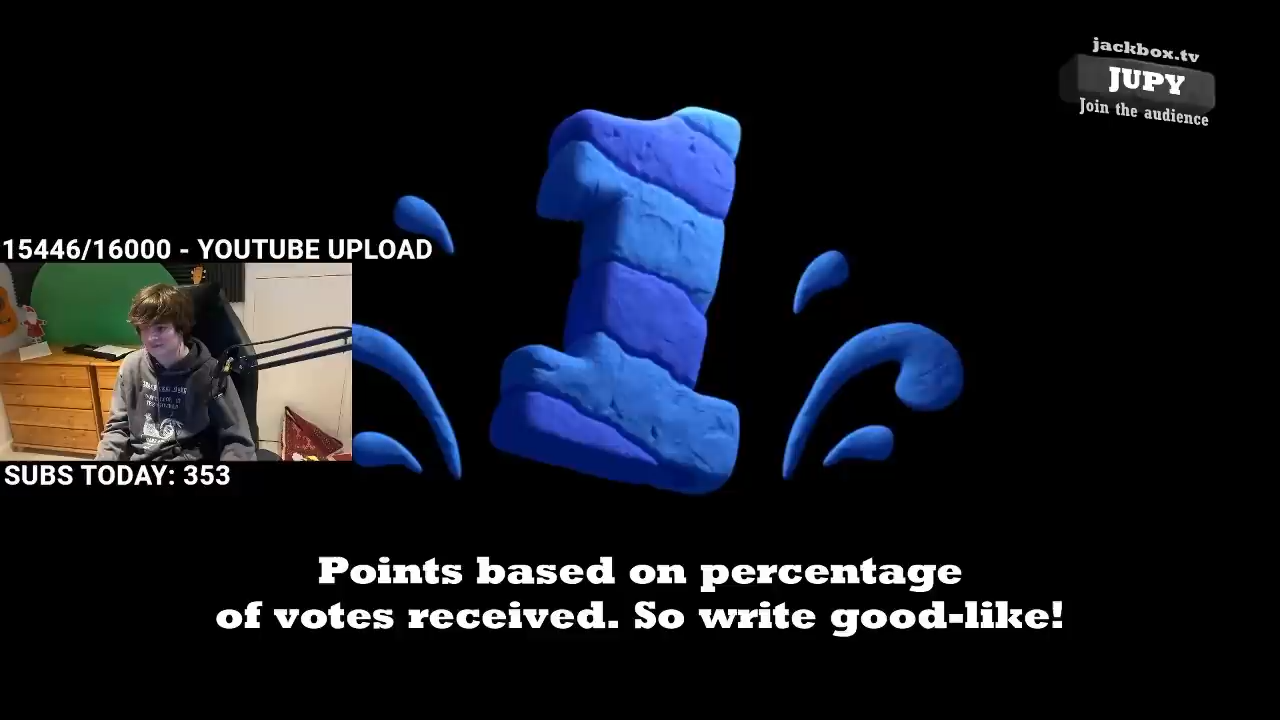 jackbox.tv
JUPY
Join the audience
1
15446/16000 - YOUTUBE UPLOAD
SUBS TODAY: 353
Points based on percentage
of votes received. So write good-like!